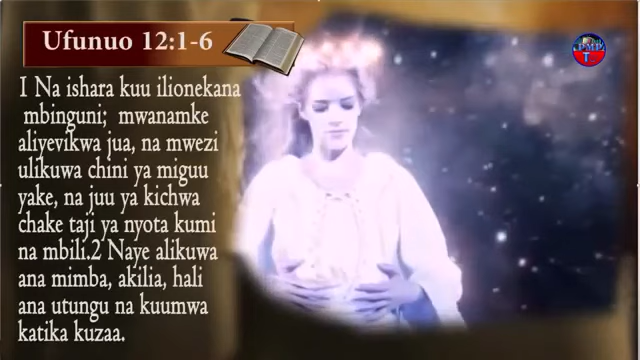 Ufunuo 12:1-6
1 Na ishara kuu ilionekana
mbinguni; mwanamke
aliyevikwa jua, na mwezi
ulikuwa chini ya miguu
yake, na juu ya kichwa
chake taji ya nyota kumi
na mbili.2 Naye alikuwa
ana mimba, akilia, hali
ana utungu na kuumwa
katika kuzaa.
PMP
T